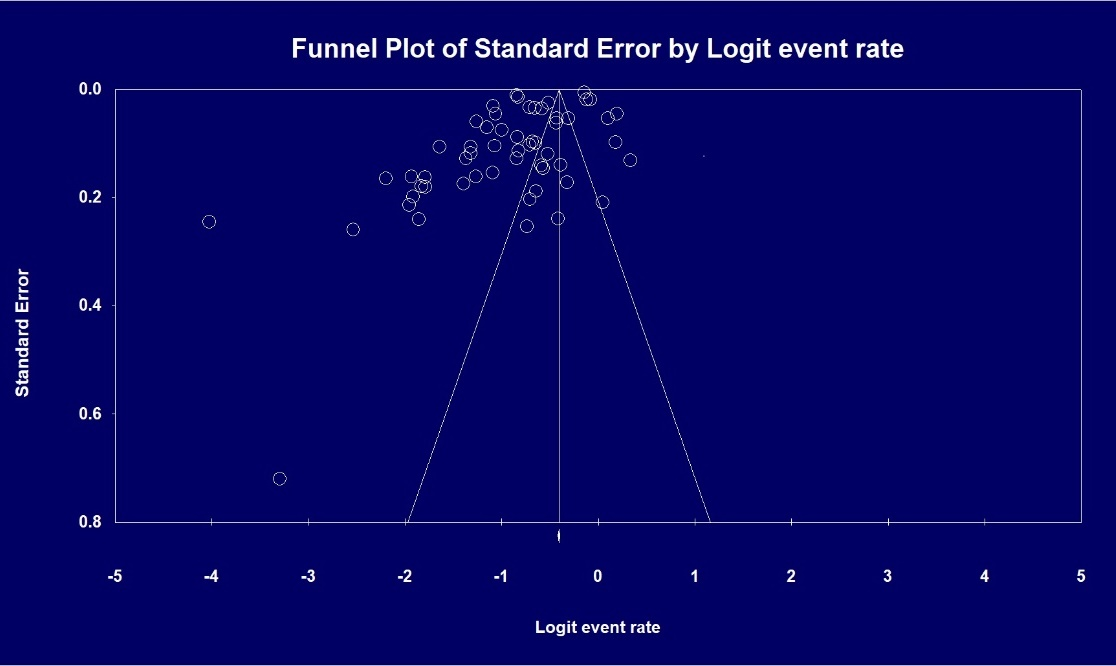 Funnel Plot of Standard Error by Logit event rate
0.0
0.2
0.4
0.6
0.8
Standard Error
-5 -4 -3 -2 -1 0 1 2 3 4 5
Logit event rate